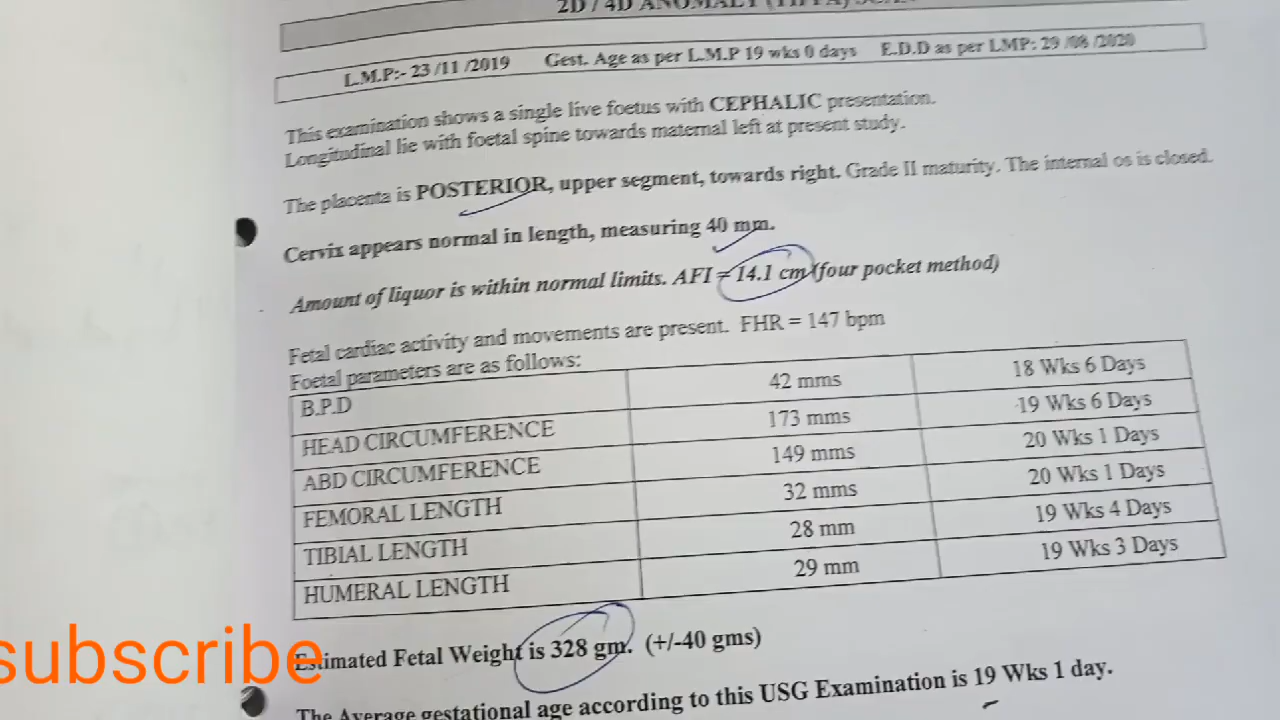 2D / 4D ANOMALY (TIFFA) SCAN
L.M.P:- 23 /11 /2019 Gest. Age as per L.M.P 19 wks 0 days E.D.D as per LMP: 29 /08 /2020
This examination shows a single live foetus with CEPHALIC presentation.
Longitudinal lie with foetal spine towards maternal left at present study.
The placenta is POSTERIOR, upper segment, towards right. Grade II maturity. The internal os is closed.
Cervix appears normal in length, measuring 40 mm.
Amount of liquor is within normal limits. AFI = 14.1 cm (four pocket method)
Fetal cardiac activity and movements are present. FHR = 147 bpm
Foetal parameters are as follows:
B.P.D 42 mms 18 Wks 6 Days
HEAD CIRCUMFERENCE 173 mms 19 Wks 6 Days
ABD CIRCUMFERENCE 149 mms 20 Wks 1 Days
FEMORAL LENGTH 32 mms 20 Wks 1 Days
TIBIAL LENGTH 28 mm 19 Wks 4 Days
HUMERAL LENGTH 29 mm 19 Wks 3 Days
Estimated Fetal Weight is 328 gm. (+/-40 gms)
subscribe
The Average gestational age according to this USG Examination is 19 Wks 1 day.